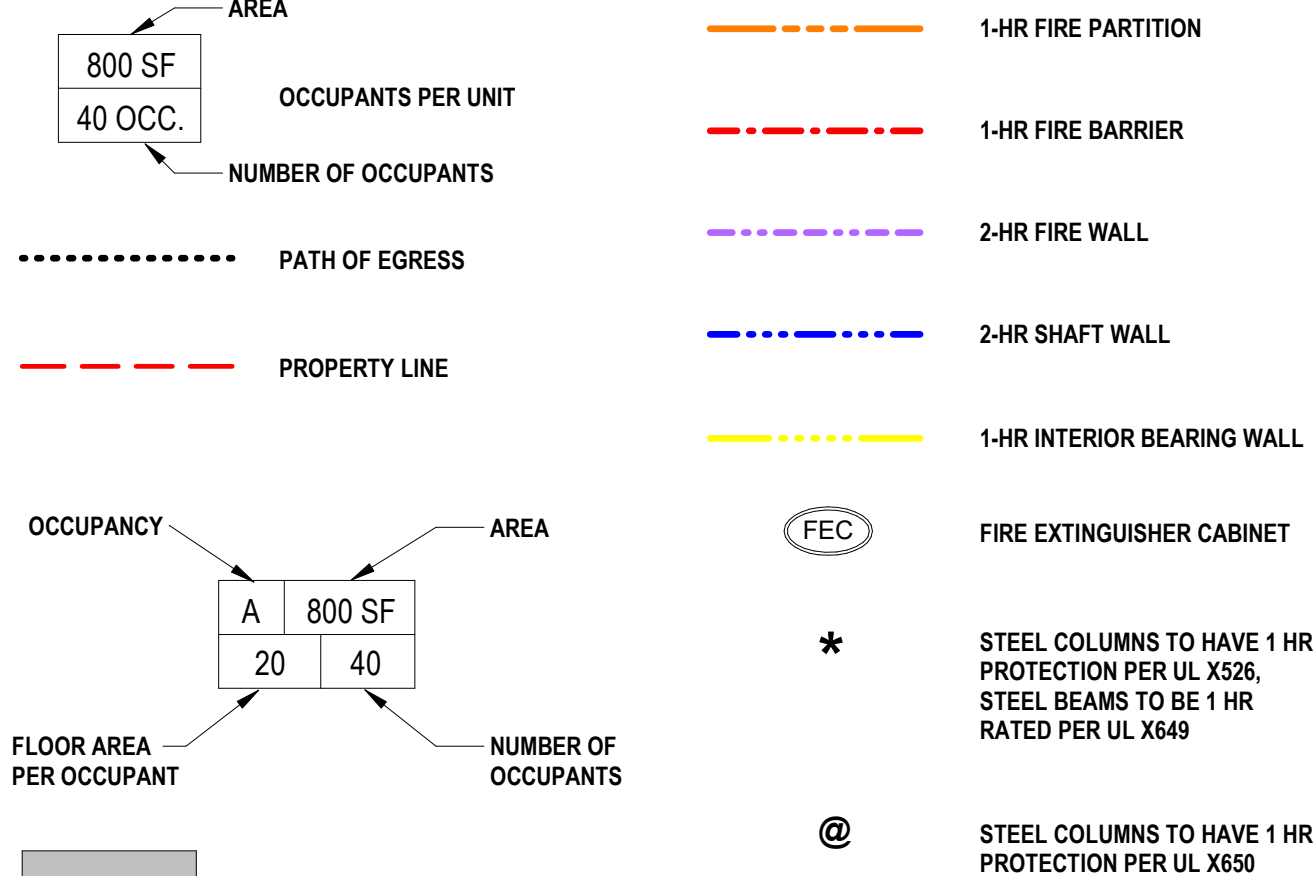 AREA
800 SF
40 OCC.
OCCUPANTS PER UNIT
NUMBER OF OCCUPANTS
PATH OF EGRESS
PROPERTY LINE
OCCUPANCY
AREA
A
800 SF
20
40
FLOOR AREA
PER OCCUPANT
NUMBER OF
OCCUPANTS
1-HR FIRE PARTITION
1-HR FIRE BARRIER
2-HR FIRE WALL
2-HR SHAFT WALL
1-HR INTERIOR BEARING WALL
FEC
FIRE EXTINGUISHER CABINET
*
STEEL COLUMNS TO HAVE 1 HR
PROTECTION PER UL X526,
STEEL BEAMS TO BE 1 HR
RATED PER UL X649
@
STEEL COLUMNS TO HAVE 1 HR
PROTECTION PER UL X650